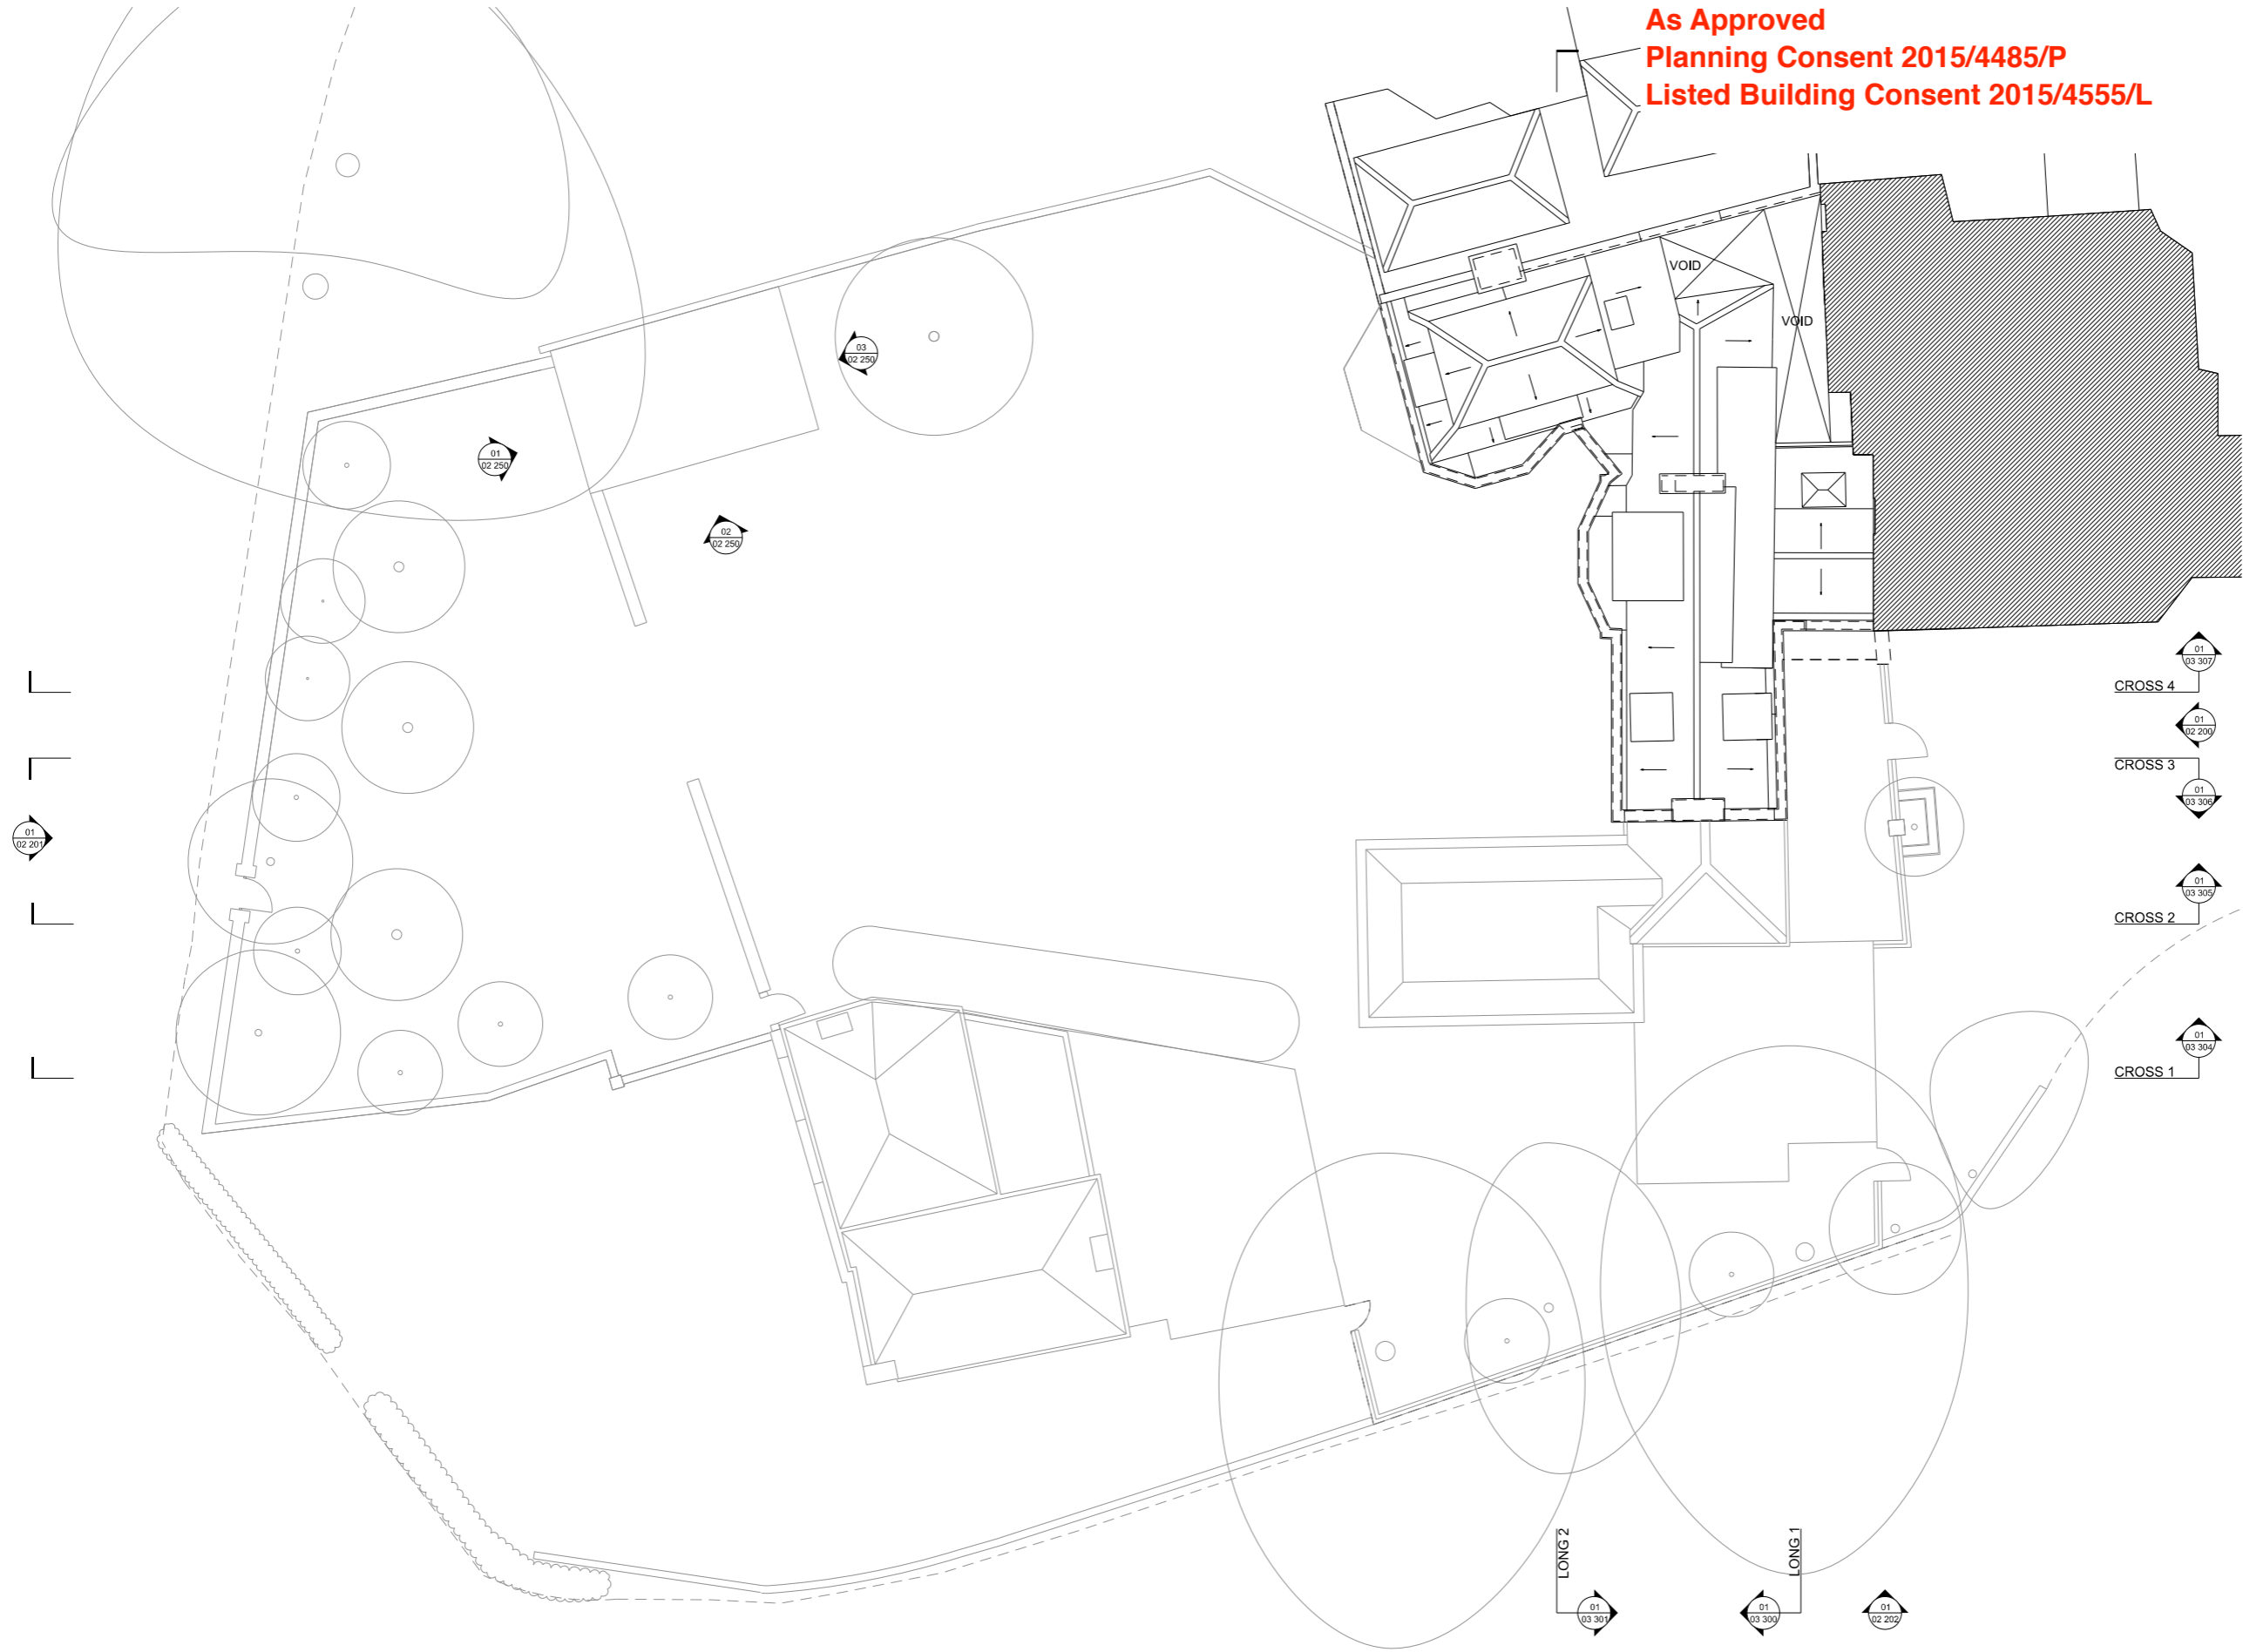 As Approved
Planning Consent 2015/4485/P
Listed Building Consent 2015/4555/L
VOID
VOID
03
02 250
01
02 250
02
02 250
01
03 307
CROSS 4
01
02 200
CROSS 3
01
03 306
01
02 201
01
03 305
CROSS 2
01
03 304
CROSS 1
LONG 2
LONG 1
01
03 301
01
03 300
01
02 202